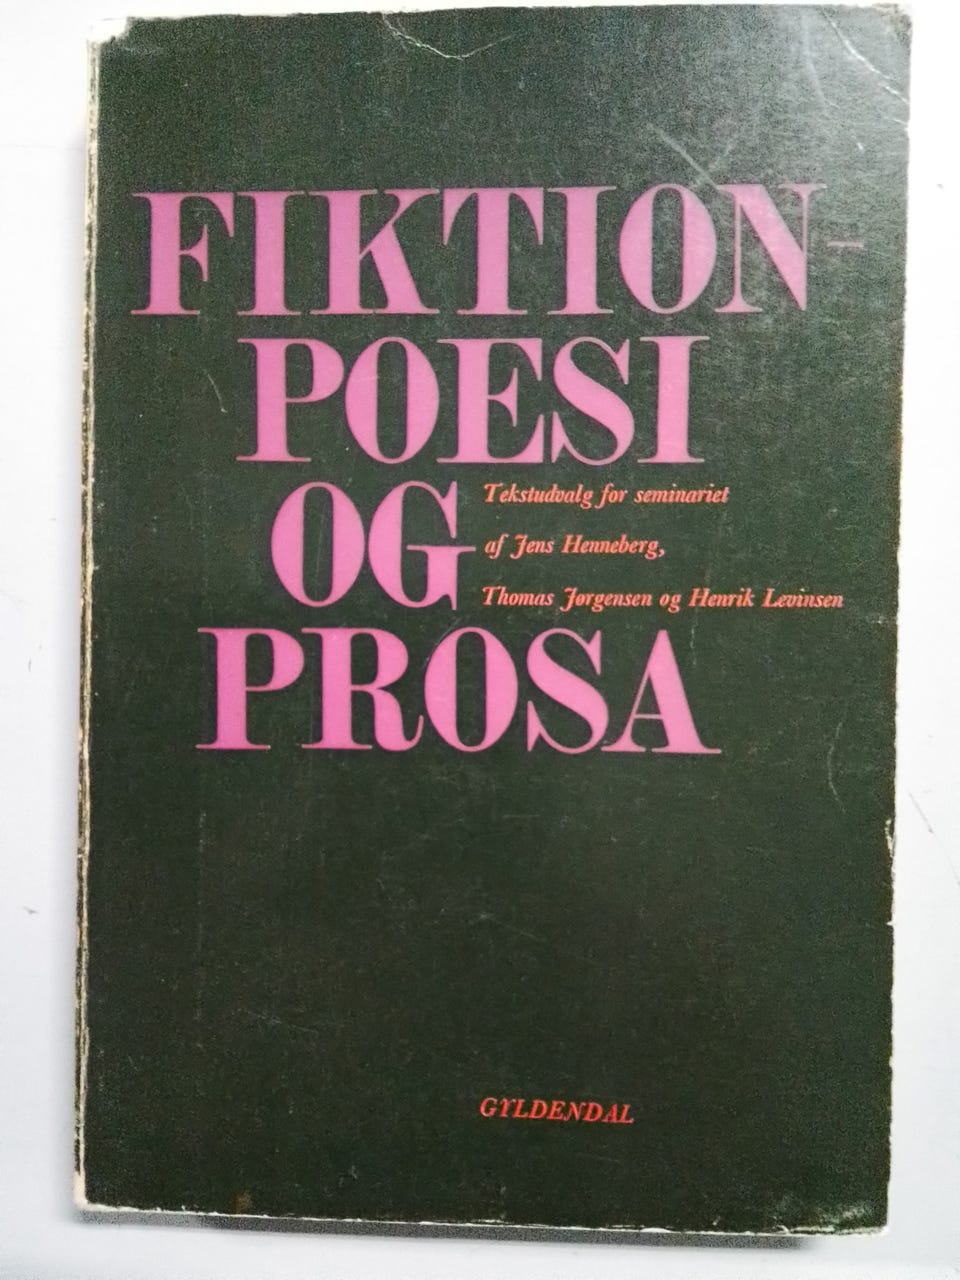 FIKTION-
POESI
OG
Tekstudvalg for seminariet
af Jens Henneberg,
Thomas Jørgensen og Henrik Levinsen
PROSA
GYLDENDAL